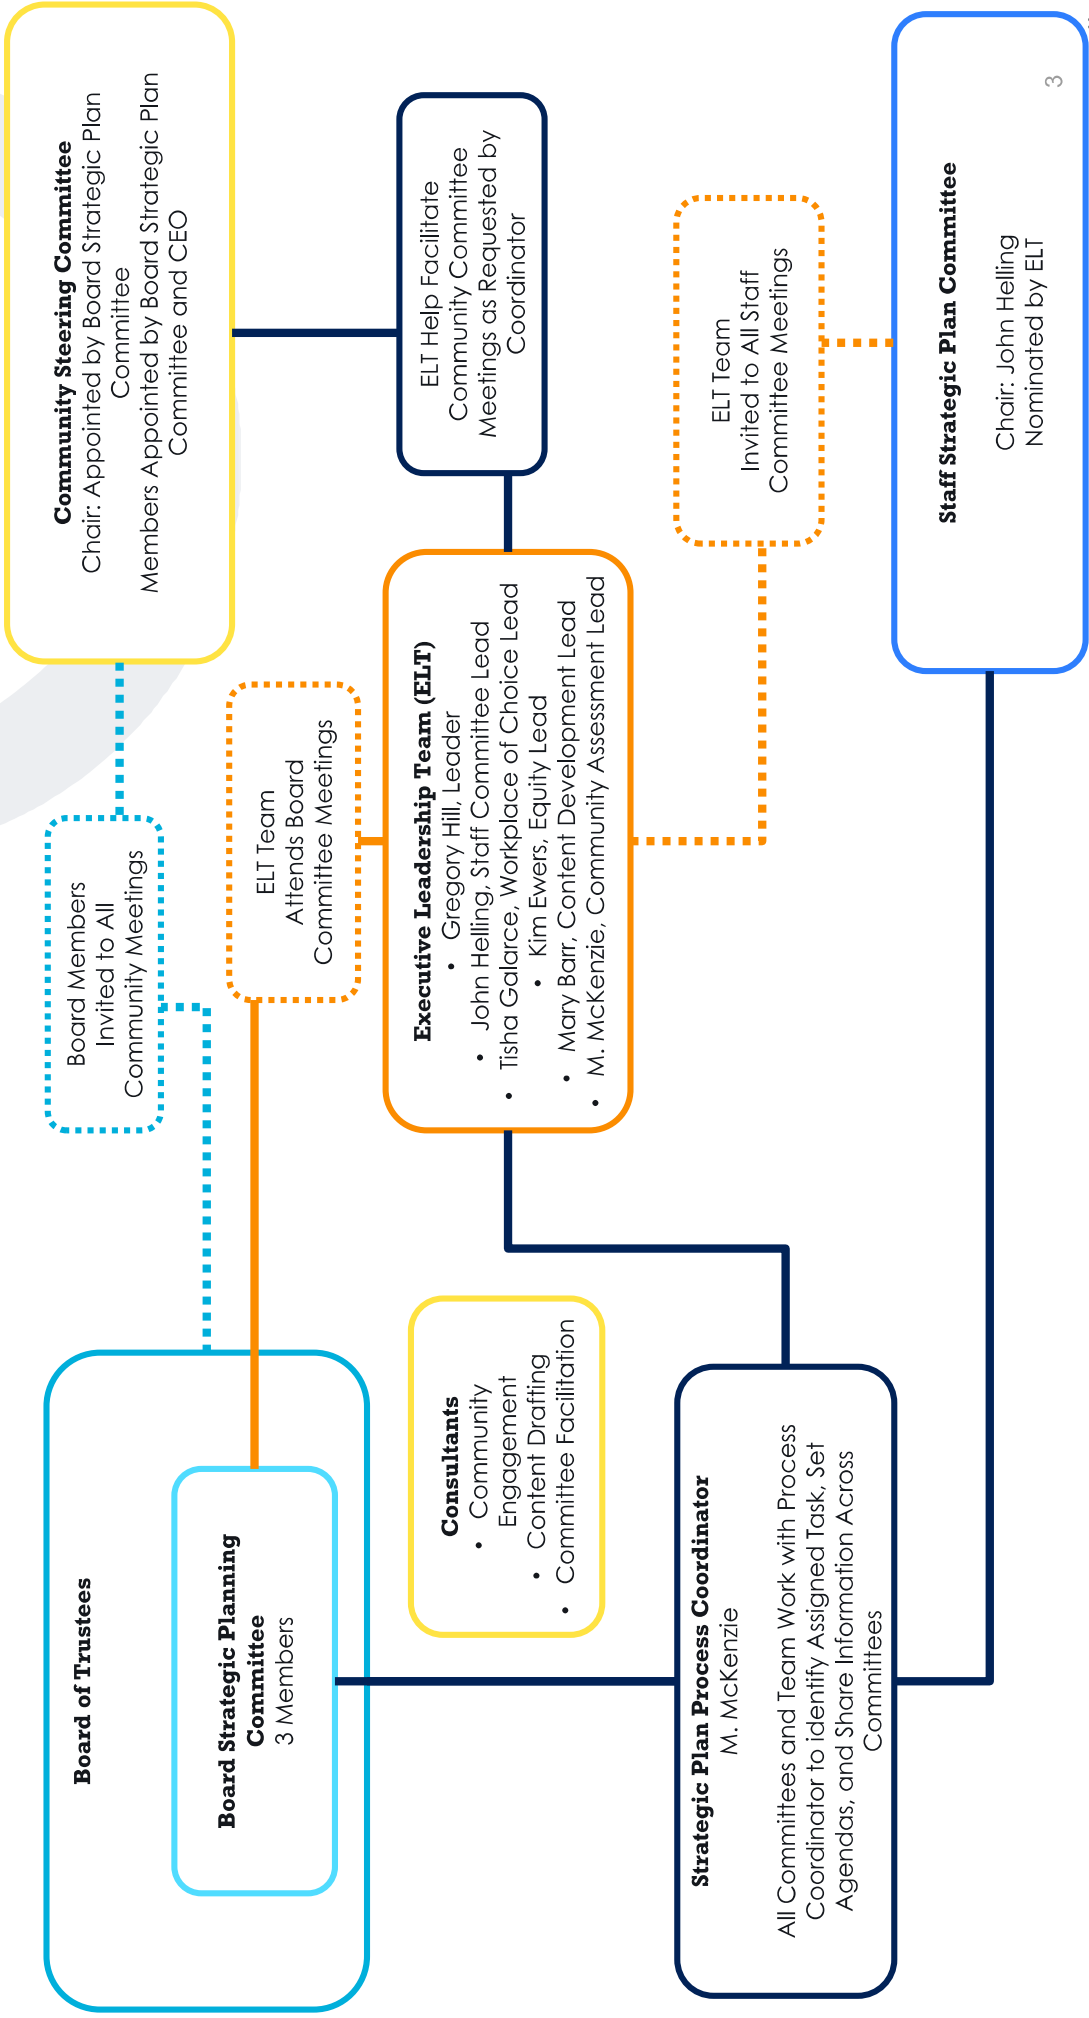 Board of Trustees
Board Strategic Planning
Committee
3 Members
Board Members
Invited to All
Community Meetings
Community Steering Committee
Chair: Appointed by Board Strategic Plan
Committee
Members Appointed by Board Strategic Plan
Committee and CEO
ELT Team
Attends Board
Committee Meetings
Consultants
• Community
Engagement
• Content Drafting
• Committee Facilitation
Executive Leadership Team (ELT)
• Gregory Hill, Leader
• John Helling, Staff Committee Lead
• Tisha Galarce, Workplace of Choice Lead
• Kim Ewers, Equity Lead
• Mary Barr, Content Development Lead
• M. McKenzie, Community Assessment Lead
ELT Help Facilitate
Community Committee
Meetings as Requested by
Coordinator
Strategic Plan Process Coordinator
M. McKenzie
All Committees and Team Work with Process
Coordinator to identify Assigned Task, Set
Agendas, and Share Information Across
Committees
ELT Team
Invited to All Staff
Committee Meetings
Staff Strategic Plan Committee
Chair: John Helling
Nominated by ELT
3